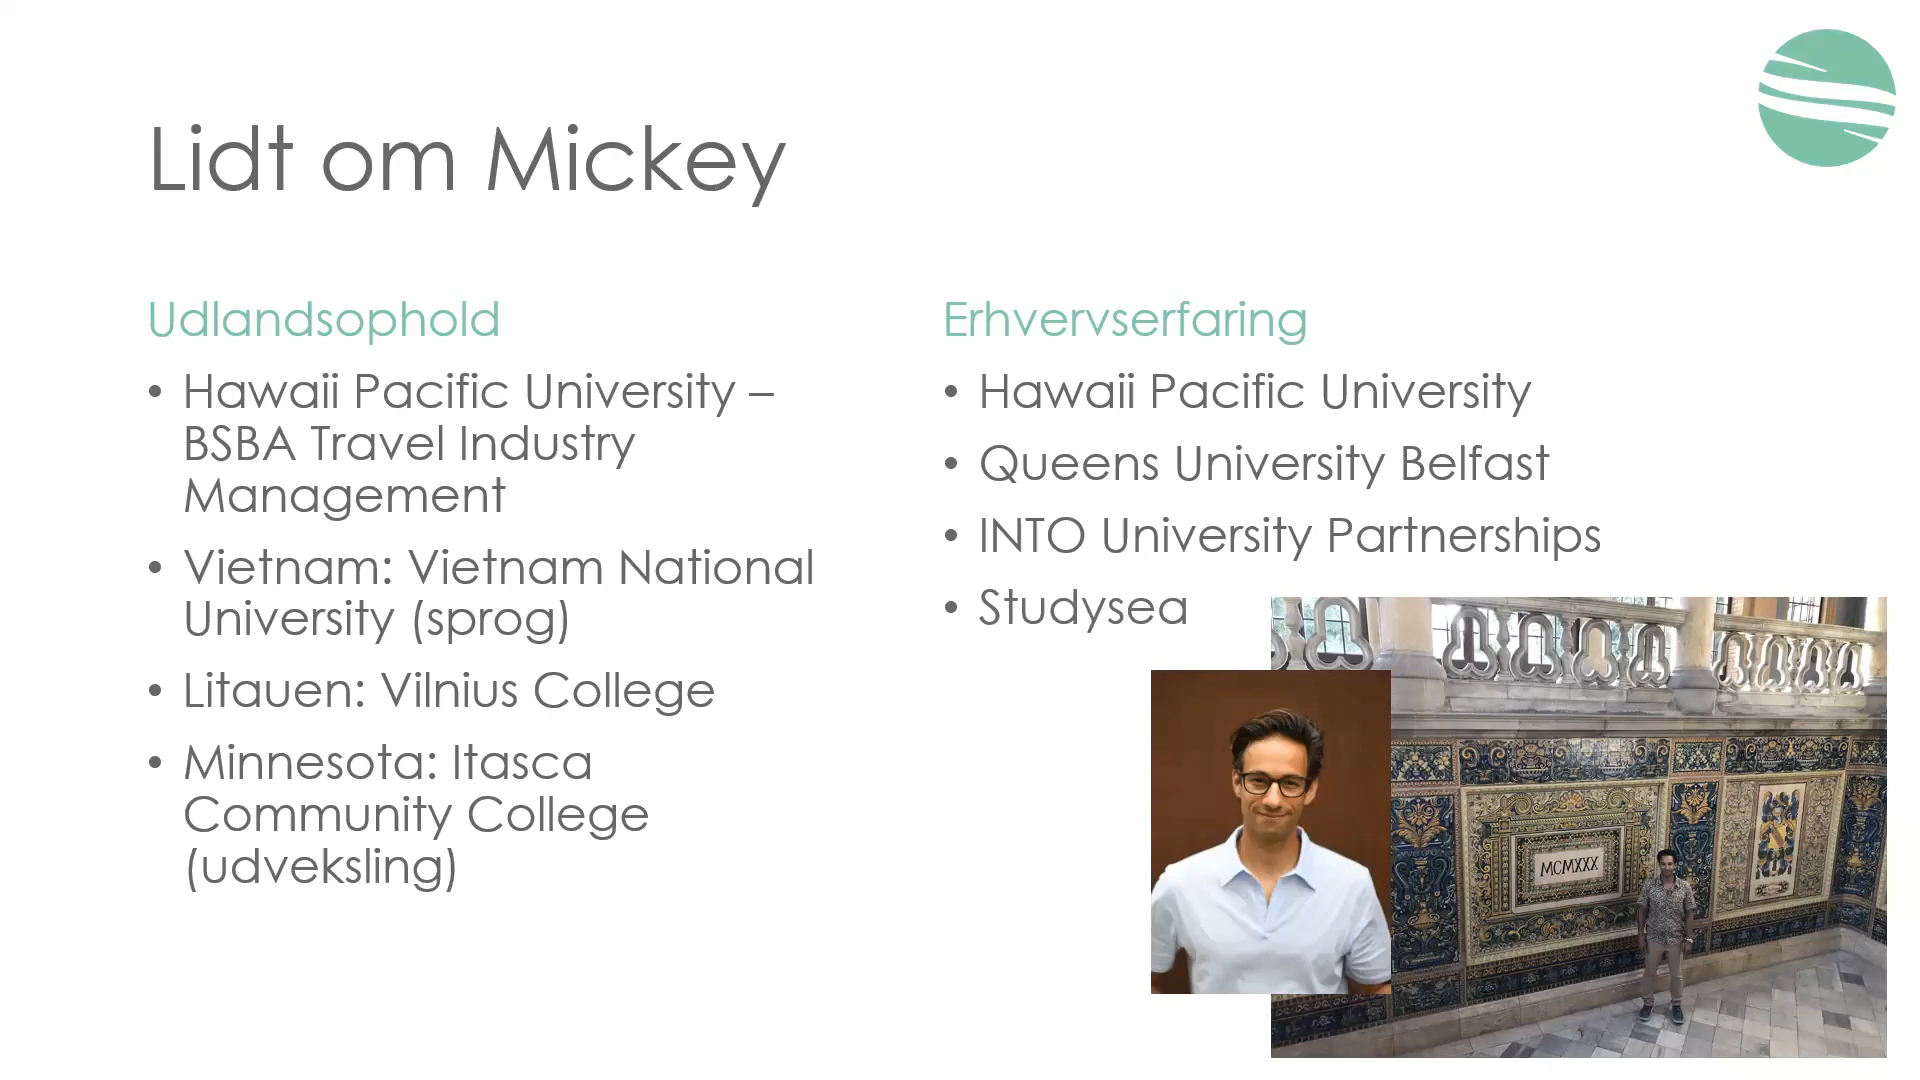 Lidt om Mickey
Udlandsophold
• Hawaii Pacific University –
BSBA Travel Industry
Management
• Vietnam: Vietnam National
University (sprog)
• Litauen: Vilnius College
• Minnesota: Itasca
Community College
(udveksling)
Erhvervserfaring
• Hawaii Pacific University
• Queens University Belfast
• INTO University Partnerships
• Studysea
MCMXXX